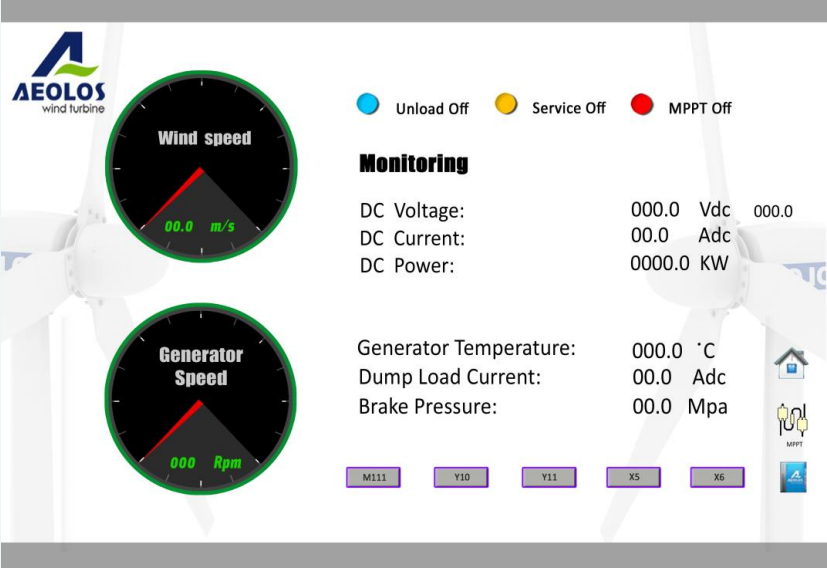 AEOLOS
wind turbine
Wind speed
00.0 m/s
Generator
Speed
000 Rpm
Unload Off
Service Off
MPPT Off
Monitoring
DC Voltage: 000.0 Vdc 000.0
DC Current: 00.0 Adc
DC Power: 0000.0 KW
Generator Temperature: 000.0 °C
Dump Load Current: 00.0 Adc
Brake Pressure: 00.0 Mpa
MPPT
M111
Y10
Y11
X5
X6